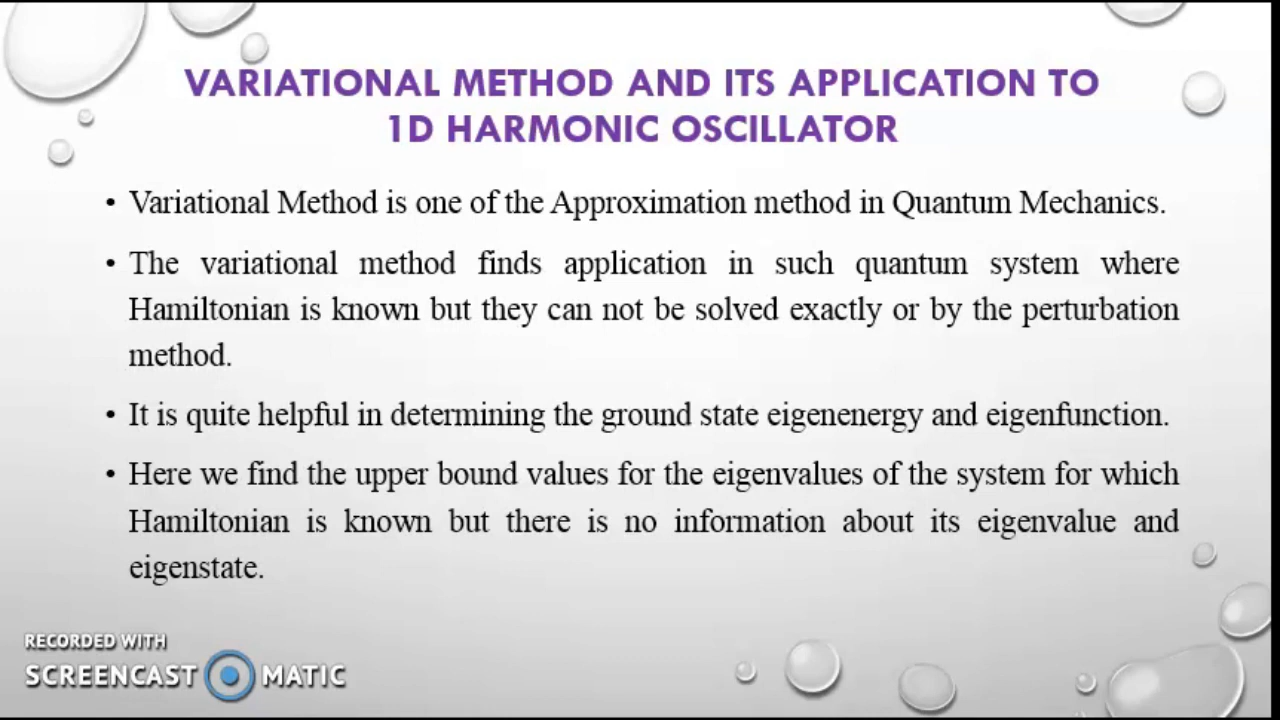 VARIATIONAL METHOD AND ITS APPLICATION TO
1D HARMONIC OSCILLATOR
• Variational Method is one of the Approximation method in Quantum Mechanics.
• The variational method finds application in such quantum system where
Hamiltonian is known but they can not be solved exactly or by the perturbation
method.
• It is quite helpful in determining the ground state eigenenergy and eigenfunction.
• Here we find the upper bound values for the eigenvalues of the system for which
Hamiltonian is known but there is no information about its eigenvalue and
eigenstate.
RECORDED WITH
SCREENCAST MATIC